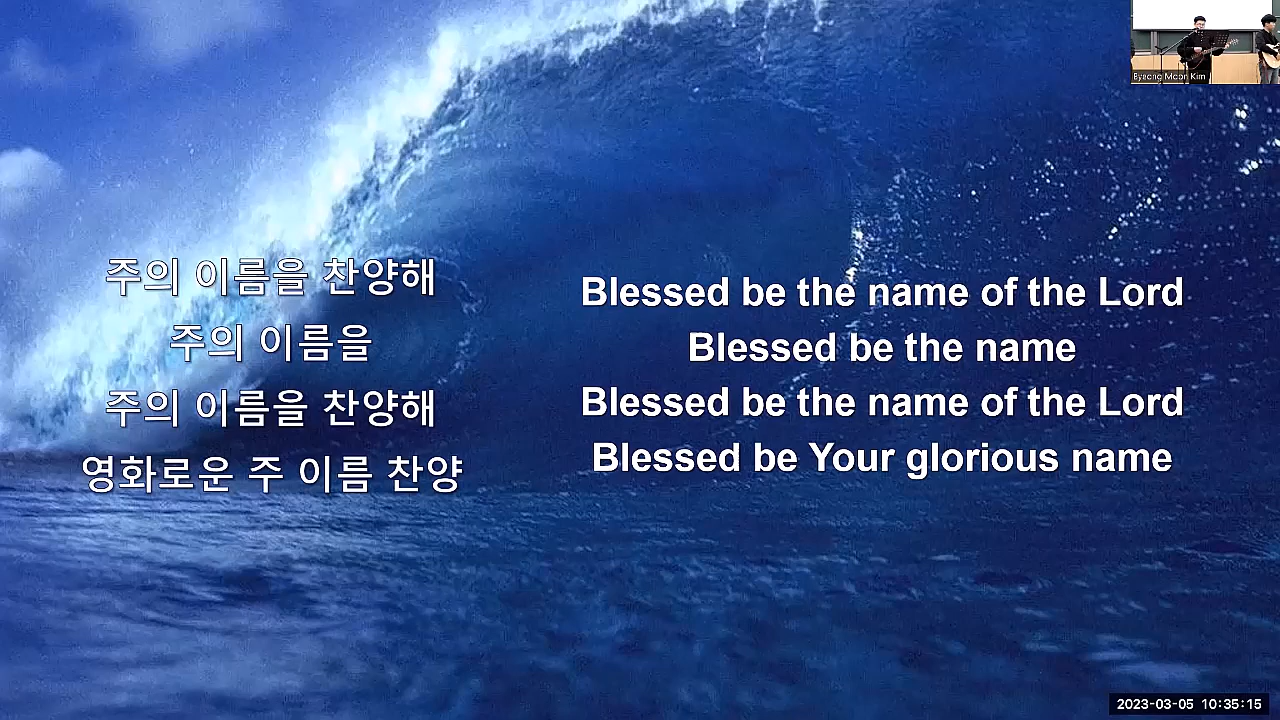 Byeong Moon Kim
주의 이름을 찬양해
주의 이름을
주의 이름을 찬양해
영화로운 주 이름 찬양
Blessed be the name of the Lord
Blessed be the name
Blessed be the name of the Lord
Blessed be Your glorious name
2023-03-05 10:35:15